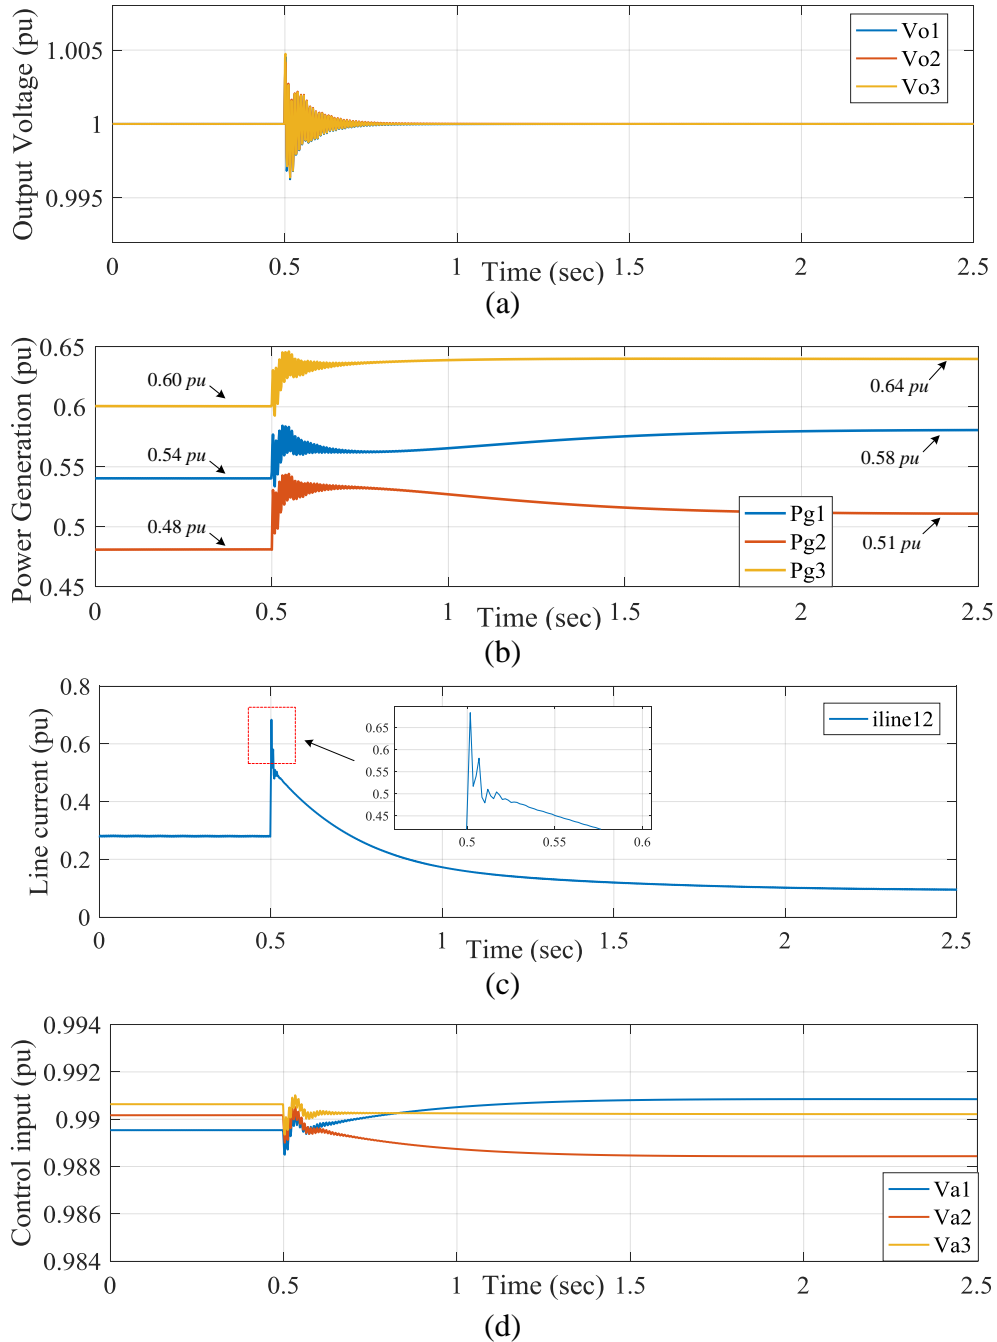 Output Voltage (pu)
1.005
1
0.995
Vo1
Vo2
Vo3
0 0.5 1 1.5 2 2.5
Time (sec)
(a)
Power Generation (pu)
0.65
0.6
0.55
0.5
0.45
0.60 pu
0.54 pu
0.48 pu
0.64 pu
0.58 pu
0.51 pu
Pg1
Pg2
Pg3
0 0.5 1 1.5 2 2.5
Time (sec)
(b)
Line current (pu)
0.8
0.6
0.4
0.2
0
0.65
0.6
0.55
0.5
0.45
0.5 0.55 0.6
iline12
0 0.5 1 1.5 2 2.5
Time (sec)
(c)
Control input (pu)
0.994
0.992
0.99
0.988
0.986
0.984
Va1
Va2
Va3
0 0.5 1 1.5 2 2.5
Time (sec)
(d)